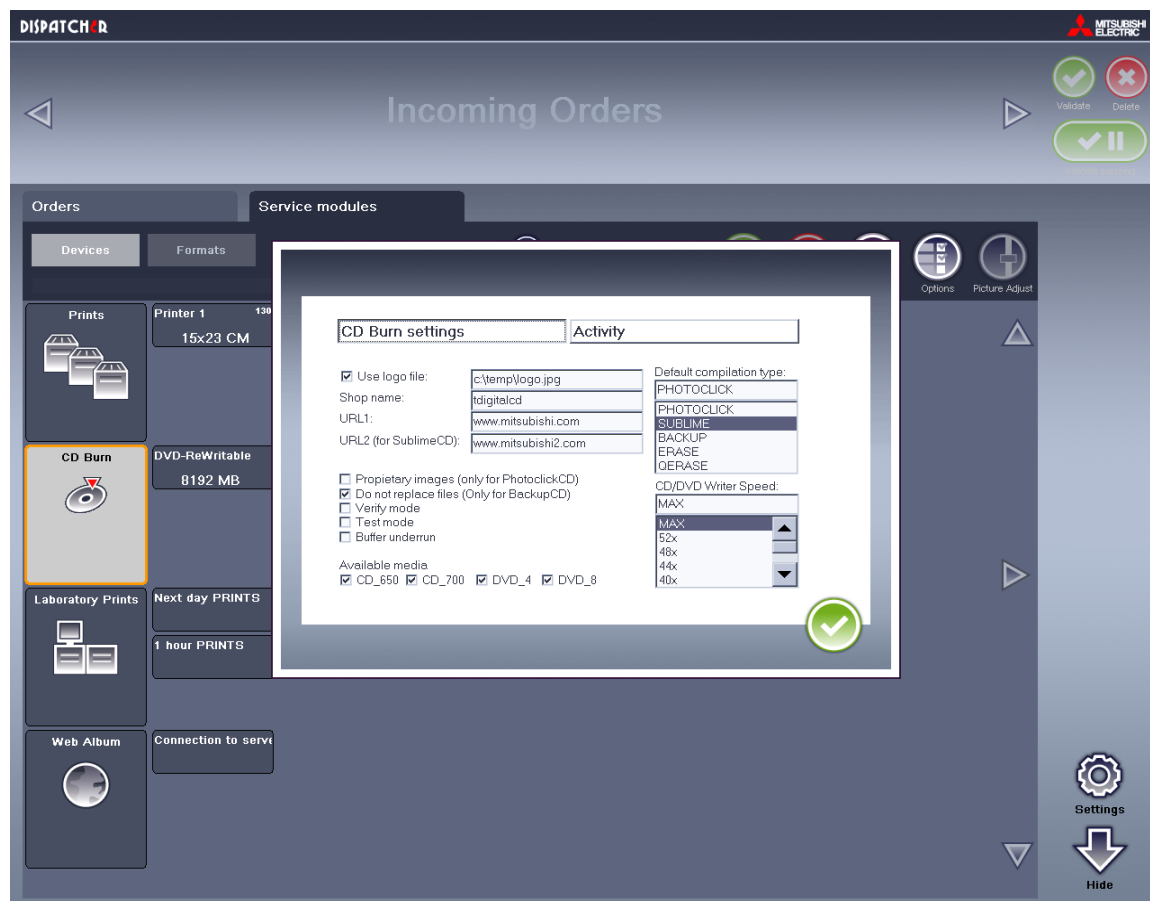 DISPATCHER
MITSUBISHI
ELECTRIC
Incoming Orders
Validate Delete
Orders
Service modules
Devices
Formats
Options
Picture Adjust
Prints
Printer 1 130
15x23 CM
CD Burn
DVD-ReWritable
8192 MB
Laboratory Prints
Next day PRINTS
1 hour PRINTS
Web Album
Connection to serve
CD Burn settings
Activity
Use logo file: c:\temp\logo.jpg
Shop name: tdigitalcd
URL1: www.mitsubishi.com
URL2 (for SublimeCD): www.mitsubishi2.com
Propietary images (only for PhotoclickCD)
Do not replace files (Only for BackupCD)
Verify mode
Test mode
Buffer underrun
Available media
CD_650 CD_700 DVD_4 DVD_8
Default compilation type:
PHOTOCLICK
PHOTOCLICK
SUBLIME
BACKUP
ERASE
QERASE
CD/DVD Writer Speed:
MAX
MAX
52x
48x
44x
40x
Settings
Hide